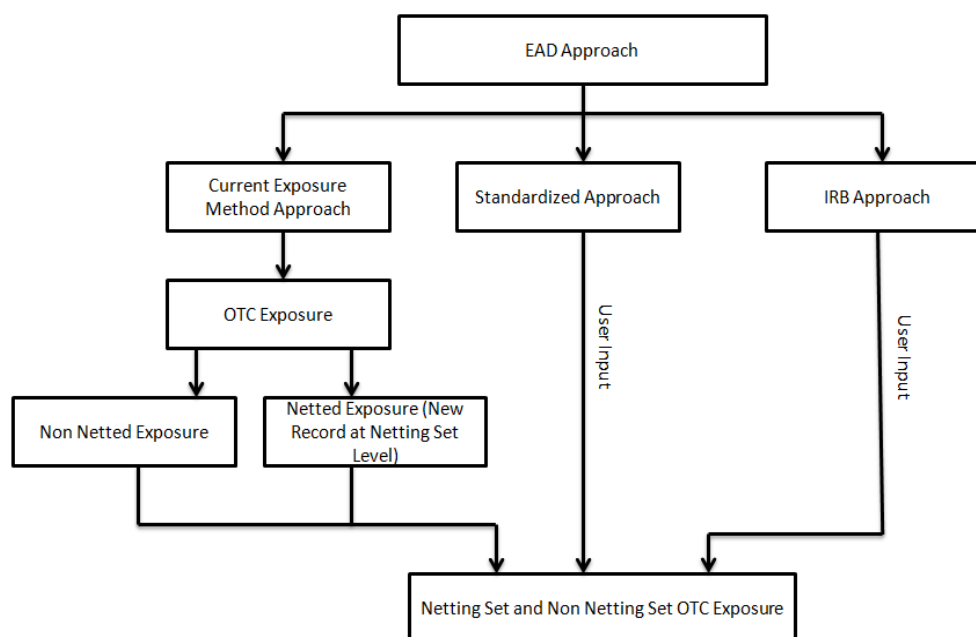 EAD Approach
Current Exposure
Method Approach
Standardized Approach
IRB Approach
OTC Exposure
User Input
User Input
Non Netted Exposure
Netted Exposure (New
Record at Netting Set
Level)
Netting Set and Non Netting Set OTC Exposure